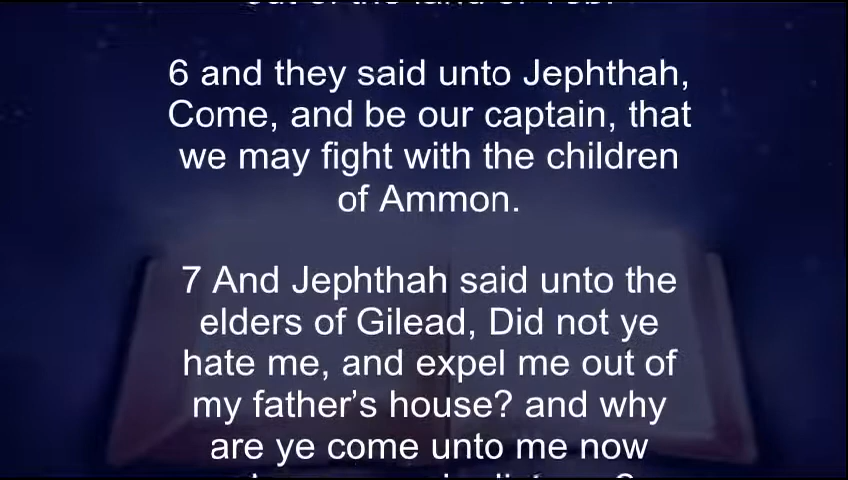 6 and they said unto Jephthah,
Come, and be our captain, that
we may fight with the children
of Ammon.
7 And Jephthah said unto the
elders of Gilead, Did not ye
hate me, and expel me out of
my father’s house? and why
are ye come unto me now